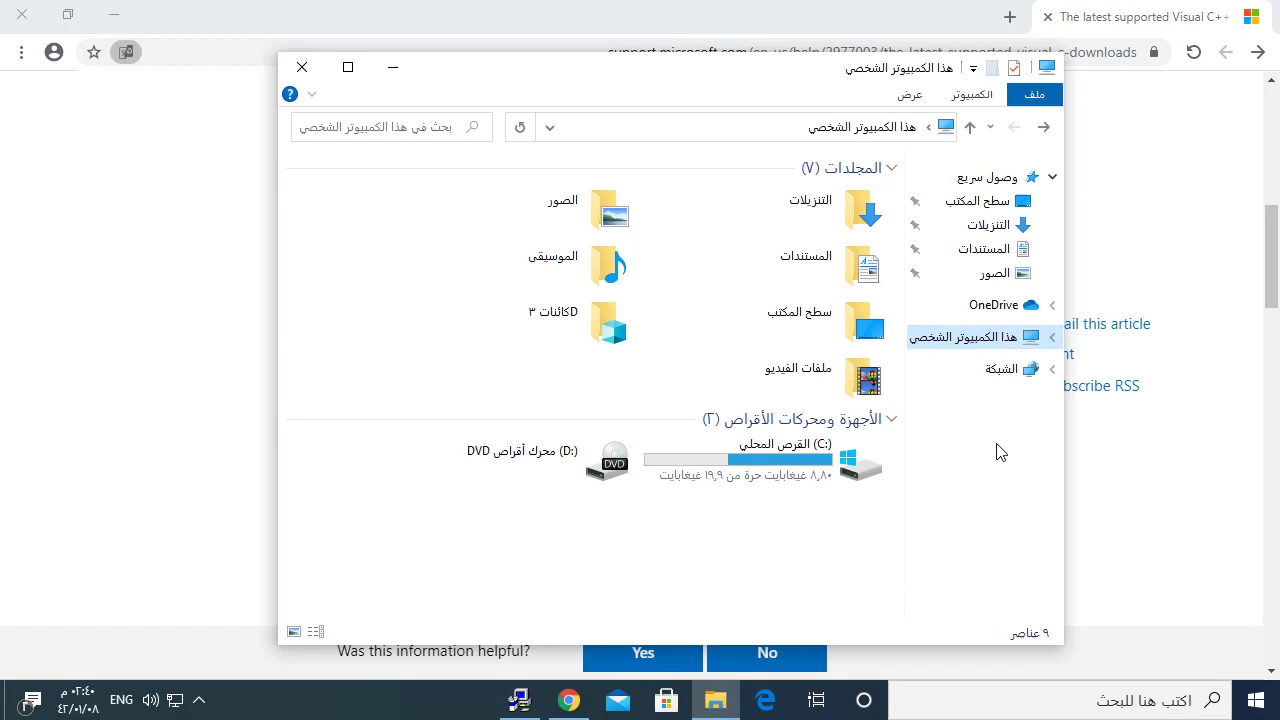 The latest supported Visual C++
support.microsoft.com/en-us/help/2977003/the-latest-supported-visual-c-downloads
هذا الكمبيوتر الشخصي
ملف
الكمبيوتر
عرض
هذا الكمبيوتر الشخصي
بحث في هذا الكمبيوتر الشخصي
وصول سريع
سطح المكتب
التنزيلات
المستندات
الصور
OneDrive
هذا الكمبيوتر الشخصي
الشبكة
المجلدات (٧)
التنزيلات
الصور
المستندات
الموسيقى
سطح المكتب
كائنات ٣D
ملفات الفيديو
الأجهزة ومحركات الأقراص (٢)
القرص المحلي (C:)
٨,٨٠ غيغابايت حرة من ١٩,٩ غيغابايت
محرك أقراص DVD (D:)
DVD
٩ عناصر
ail this article
nt
bscribe RSS
Was this information helpful?
Yes
No
اكتب هنا للبحث
ENG
٠٢:٤٠ م
٤٢/٠١/٠٨
٢